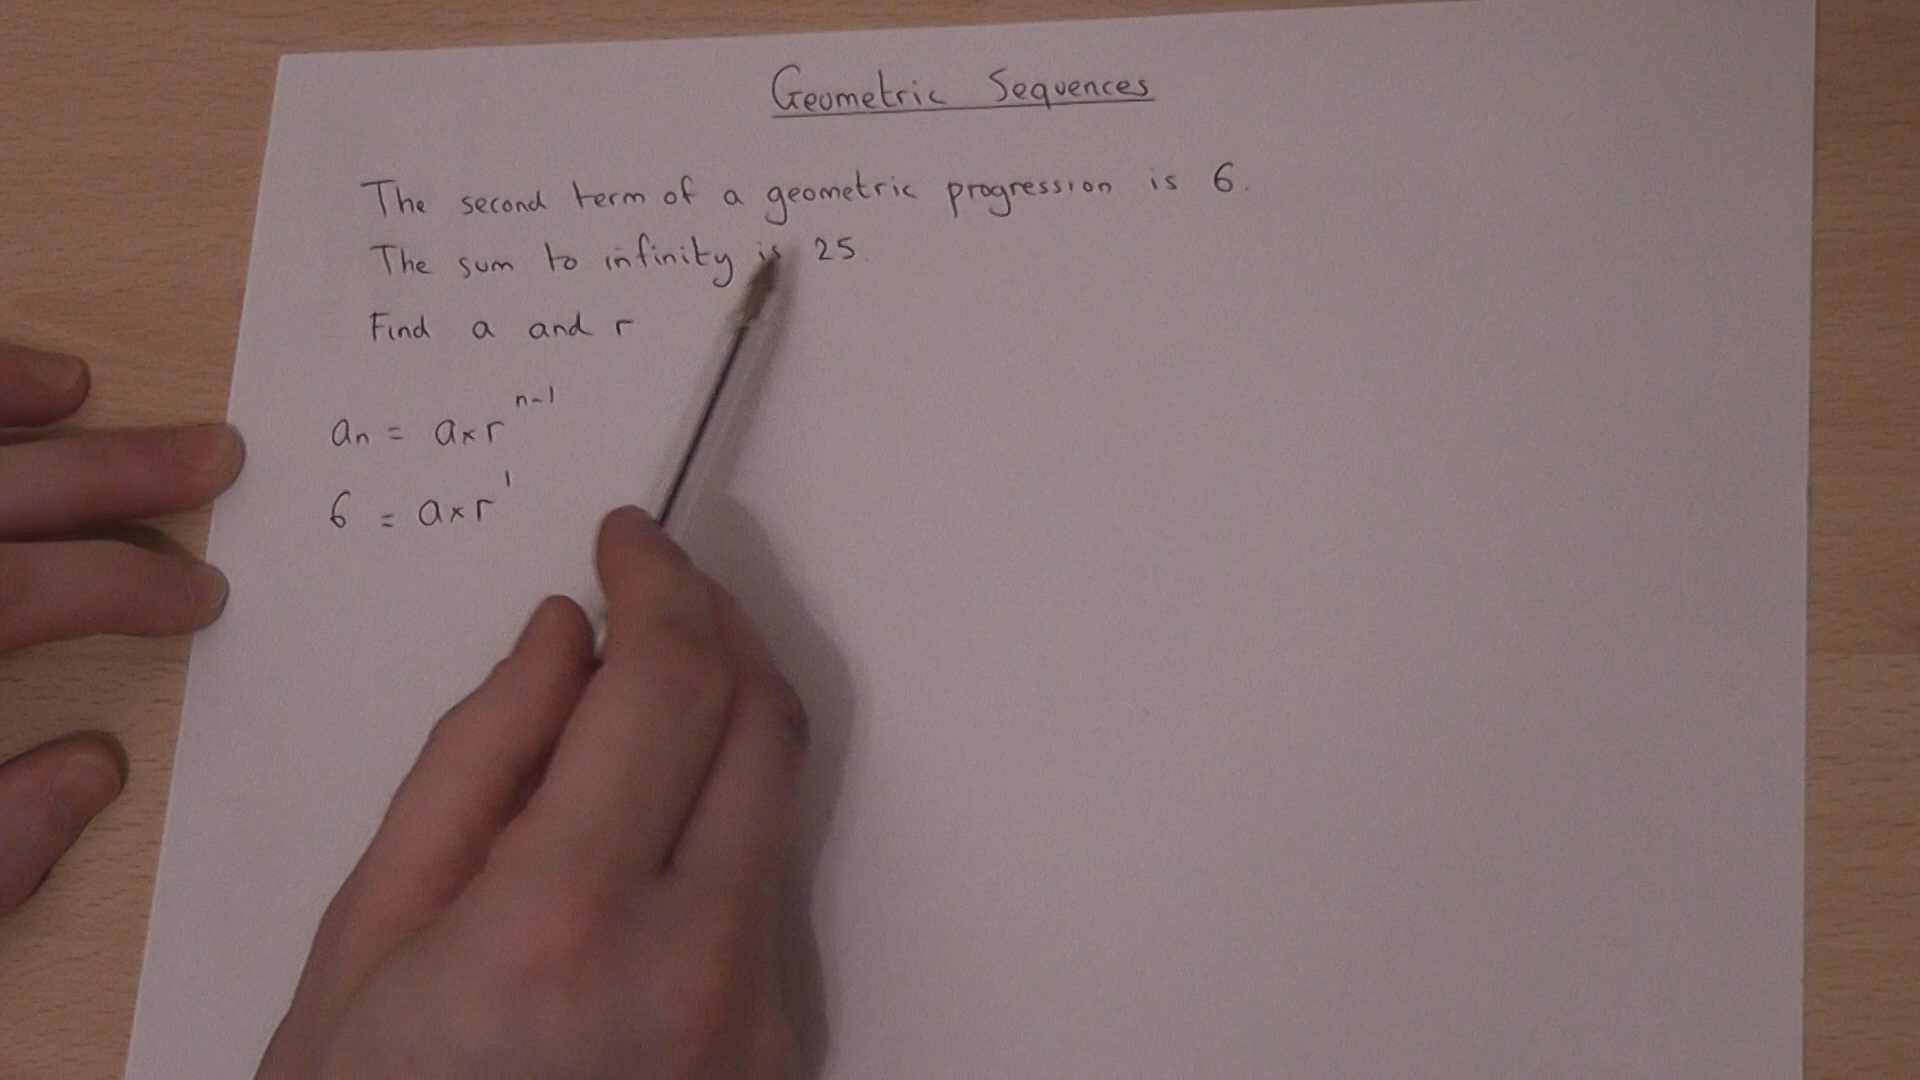 Geometric Sequences
The second term of a geometric progression is 6.
The sum to infinity is 25.
Find a and r
an = a×r^n-1
6 = a×r^1